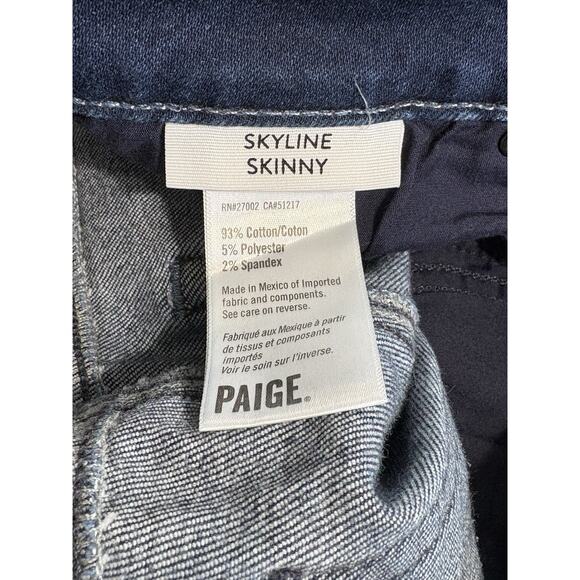 SKYLINE
SKINNY
RN#27002 CA#51217
93% Cotton/Coton
5% Polyester
2% Spandex
Made in Mexico of Imported
fabric and components.
See care on reverse.
Fabriqué aux Mexique à partir
de tissus et composants
importés
Voir le soin sur l'inverse.
PAIGE®